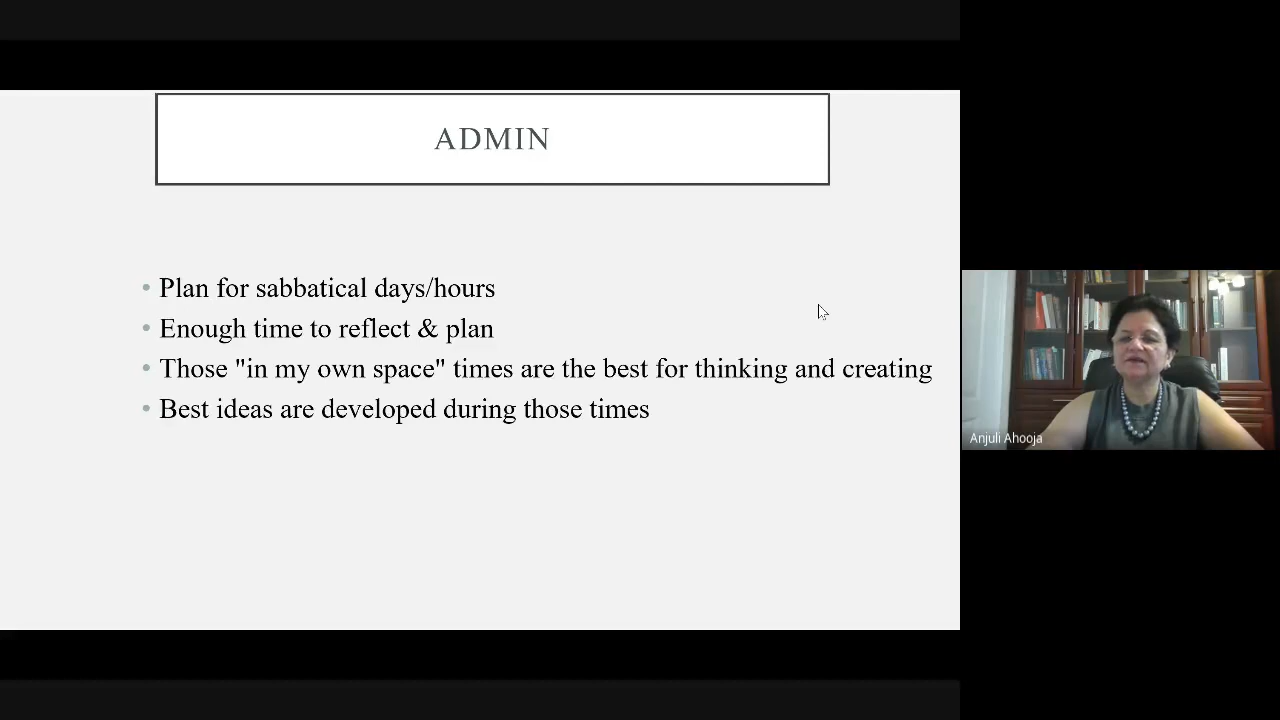 ADMIN
• Plan for sabbatical days/hours
• Enough time to reflect & plan
• Those "in my own space" times are the best for thinking and creating
• Best ideas are developed during those times
Anjuli Ahooja